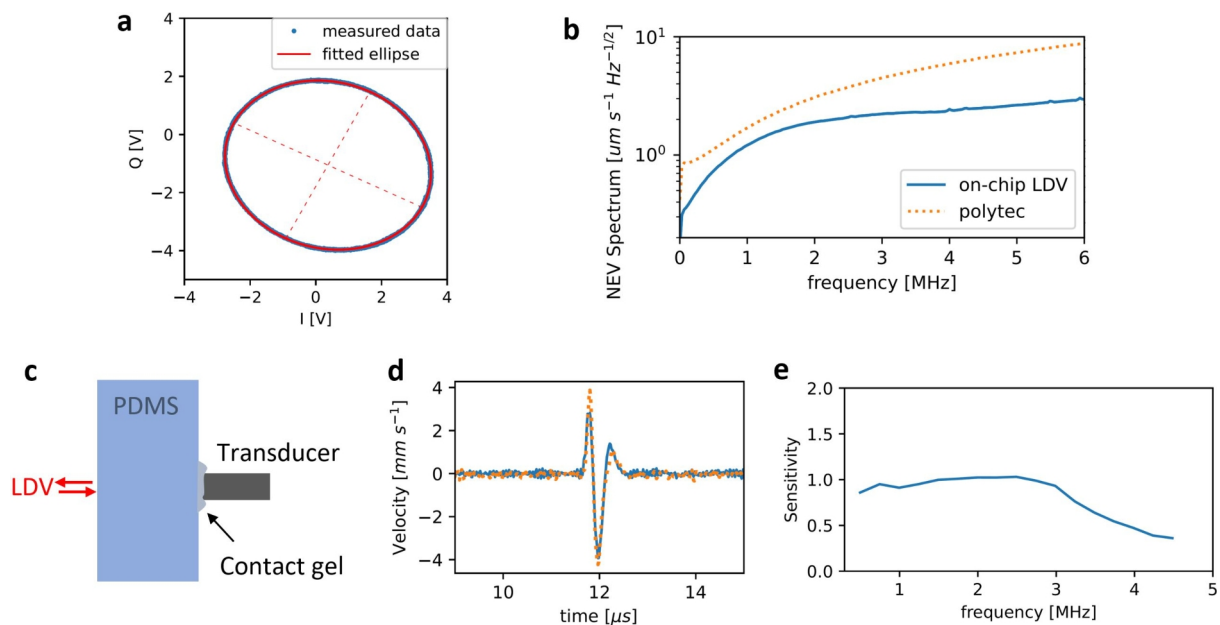 a
measured data
fitted ellipse
4
2
0
−2
−4
Q [V]
−4
−2
0
2
4
I [V]
b
NEV Spectrum [um s⁻¹ Hz⁻¹ᐟ²]
10¹
10⁰
on-chip LDV
polytec
0
1
2
3
4
5
6
frequency [MHz]
c
PDMS
Transducer
LDV
Contact gel
d
Velocity [mm s⁻¹]
4
2
0
−2
−4
10
12
14
time [μs]
e
Sensitivity
2.0
1.5
1.0
0.5
0.0
1
2
3
4
5
frequency [MHz]